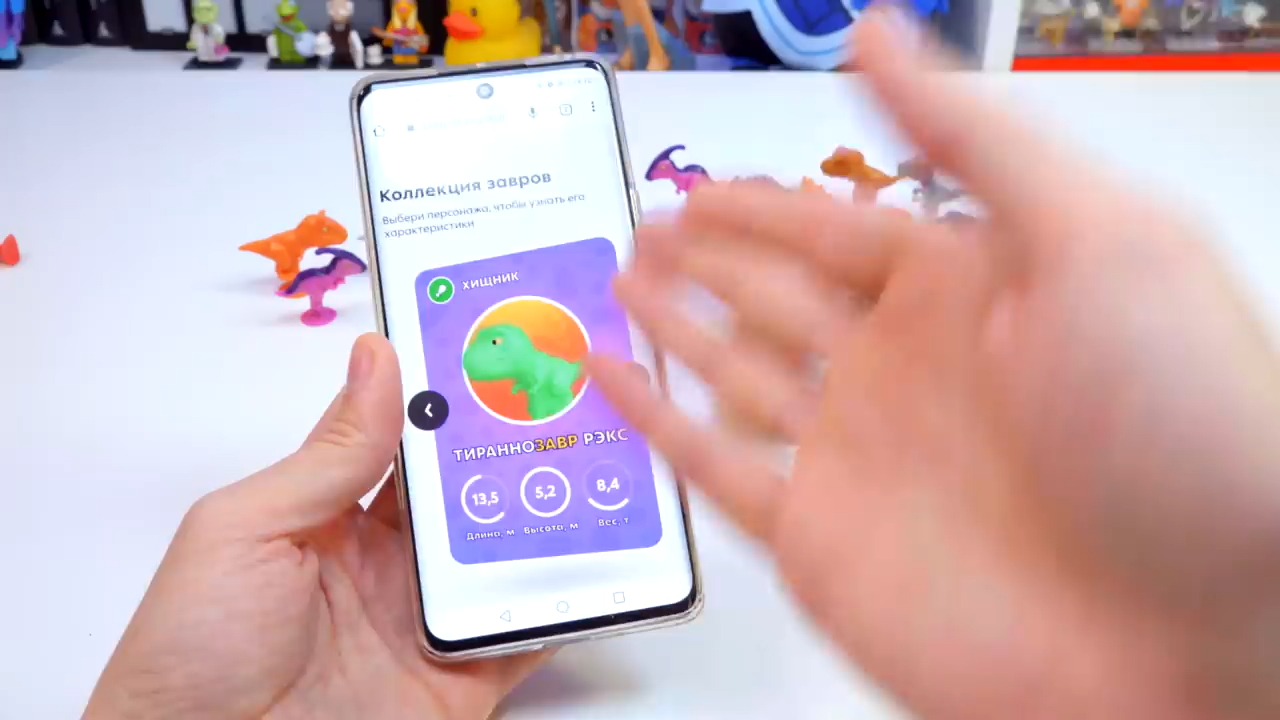 Коллекция завров
Выбери персонажа, чтобы узнать его
характеристики
ХИЩНИК
ТИРАННОЗАВР РЭКС
13,5 5,2 8,4
Длина, м Высота, м Вес, т